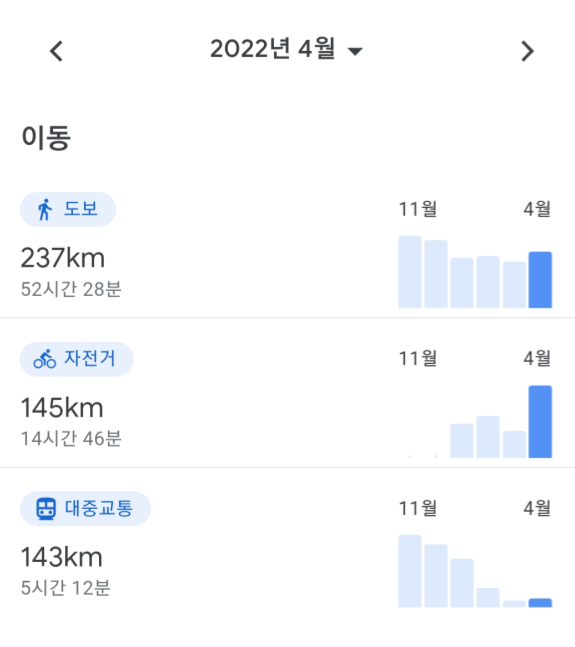 2022년 4월
이동
도보
11월 4월
237km
52시간 28분
자전거
11월 4월
145km
14시간 46분
대중교통
11월 4월
143km
5시간 12분